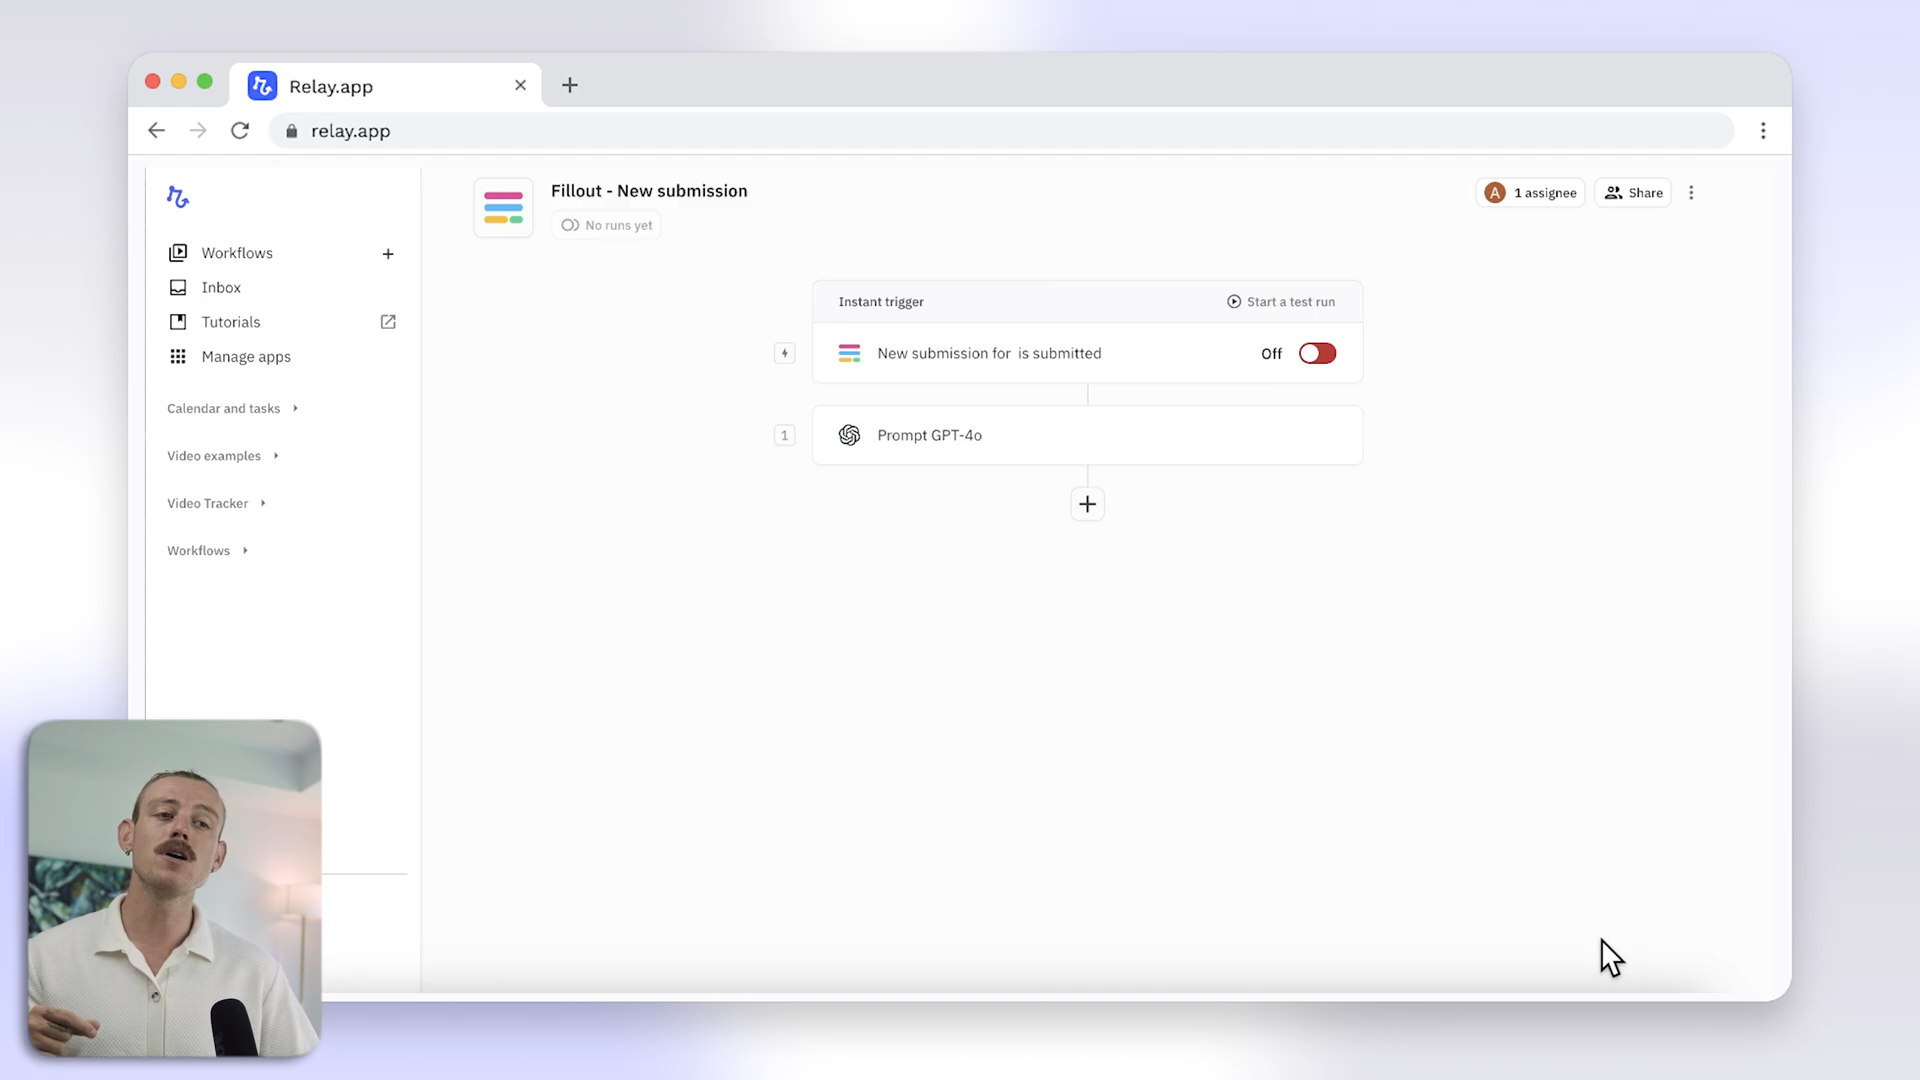 Relay.app
relay.app
Fillout - New submission
No runs yet
A 1 assignee
Share
Workflows
Inbox
Tutorials
Manage apps
Calendar and tasks
Video examples
Video Tracker
Workflows
Instant trigger
Start a test run
New submission for is submitted
Off
1
Prompt GPT-4o